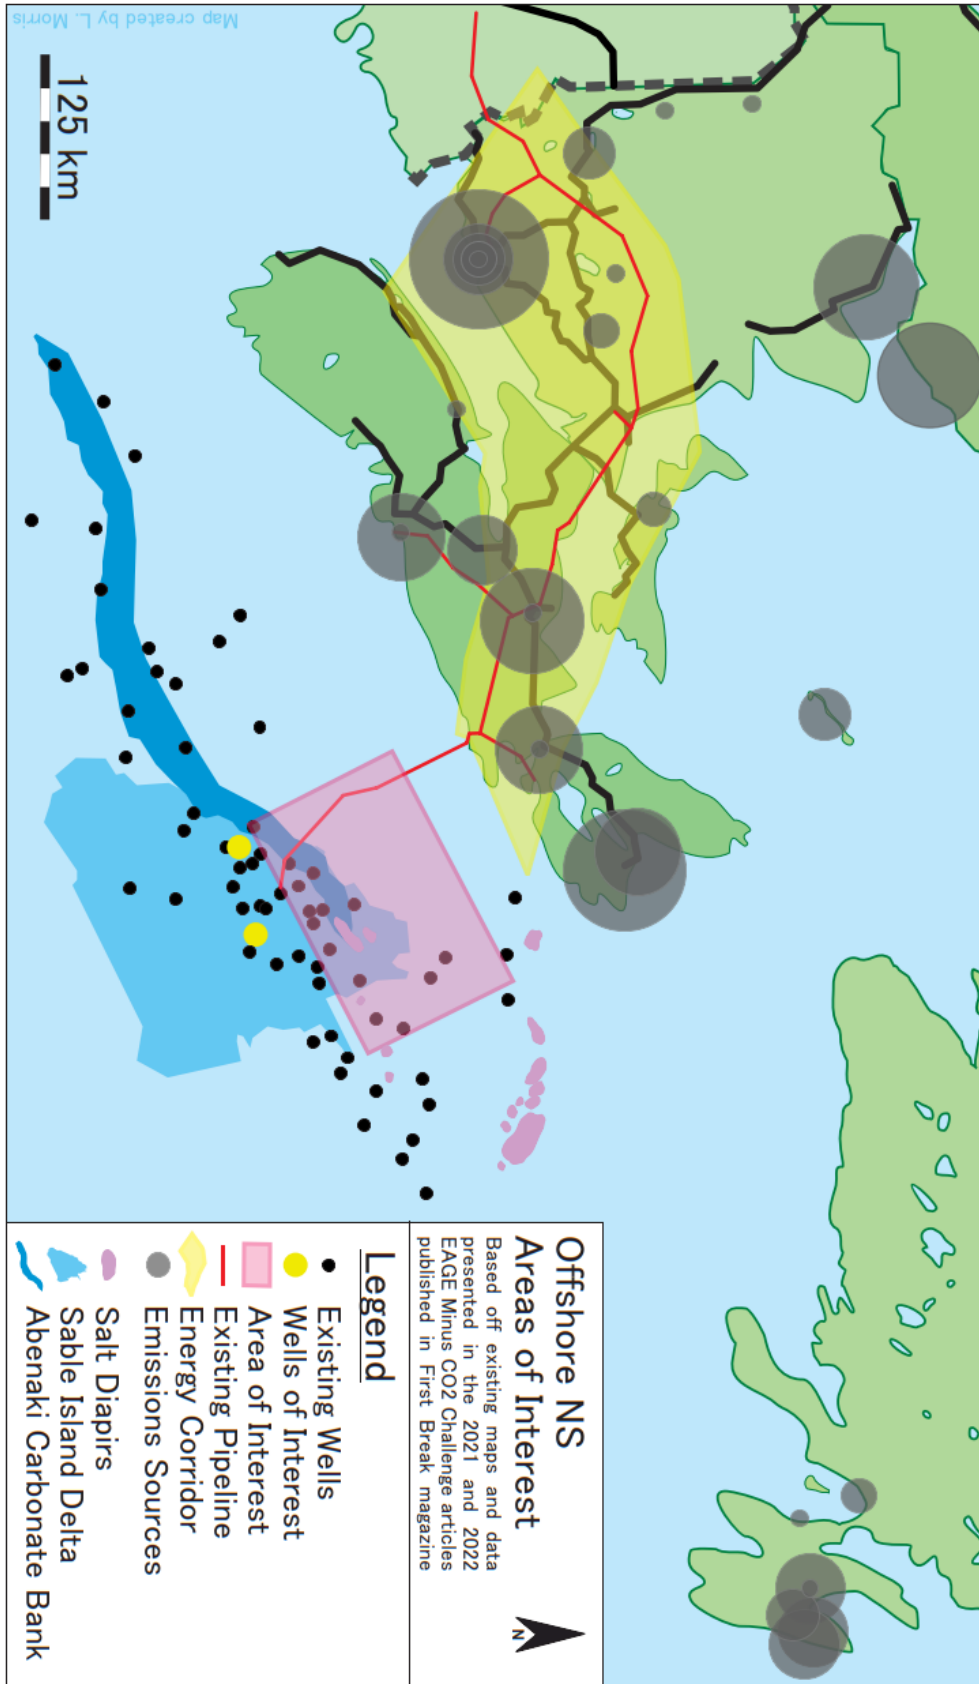 Map created by L. Morris
125 km
Offshore NS
Areas of Interest
Based off existing maps and data
presented in the 2021 and 2022
EAGE Minus CO2 Challenge articles
published in First Break magazine
N
Legend
Existing Wells
Wells of Interest
Area of Interest
Existing Pipeline
Energy Corridor
Emissions Sources
Salt Diapirs
Sable Island Delta
Abenaki Carbonate Bank